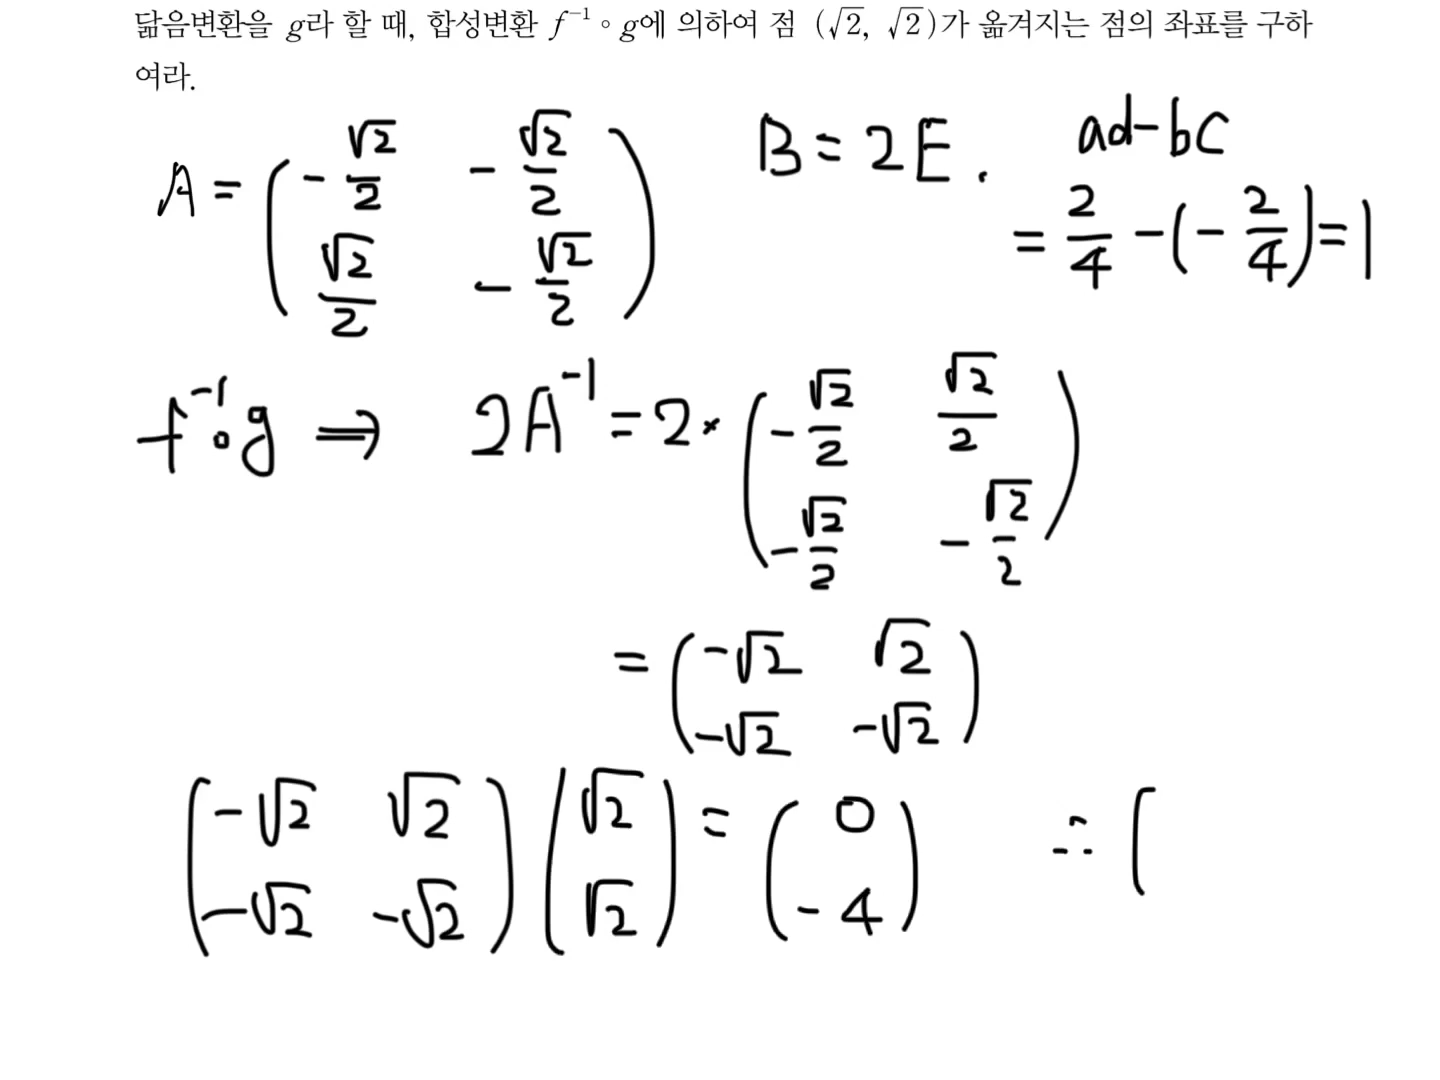 닮음변환을 g라 할 때, 합성변환 f⁻¹∘g에 의하여 점 (√2, √2)가 옮겨지는 점의 좌표를 구하
여라.
A = ( -√2/2 -√2/2 ; √2/2 -√2/2 )
B = 2E.
ad-bc
= 2/4 -(-2/4) = 1
f⁻¹∘g ⟹ 2A⁻¹ = 2 × ( -√2/2 √2/2 ; -√2/2 -√2/2 )
= ( -√2 √2 ; -√2 -√2 )
( -√2 √2 ; -√2 -√2 ) ( √2 ; √2 ) = ( 0 ; -4 ) ∴ (